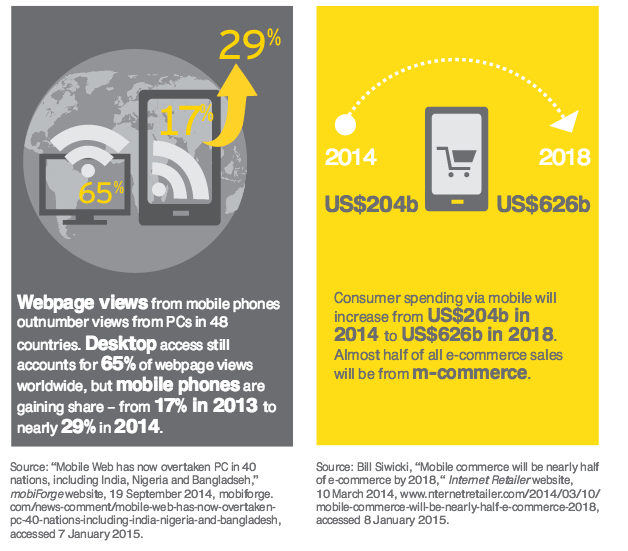 29%
17%
65%
Webpage views from mobile phones
outnumber views from PCs in 48
countries. Desktop access still
accounts for 65% of webpage views
worldwide, but mobile phones are
gaining share – from 17% in 2013 to
nearly 29% in 2014.
Source: “Mobile Web has now overtaken PC in 40
nations, including India, Nigeria and Bangladseh,”
mobiForge website, 19 September 2014, mobiforge.
com/news-comment/mobile-web-has-now-overtaken-
pc-40-nations-including-india-nigeria-and-bangladesh,
accessed 7 January 2015.
2014
2018
US$204b
US$626b
Consumer spending via mobile will
increase from US$204b in
2014 to US$626b in 2018.
Almost half of all e-commerce sales
will be from m-commerce.
Source: Bill Siwicki, “Mobile commerce will be nearly half
of e-commerce by 2018,“ Internet Retailer website,
10 March 2014, www.nternetretailer.com/2014/03/10/
mobile-commerce-will-be-nearly-half-e-commerce-2018,
accessed 8 January 2015.